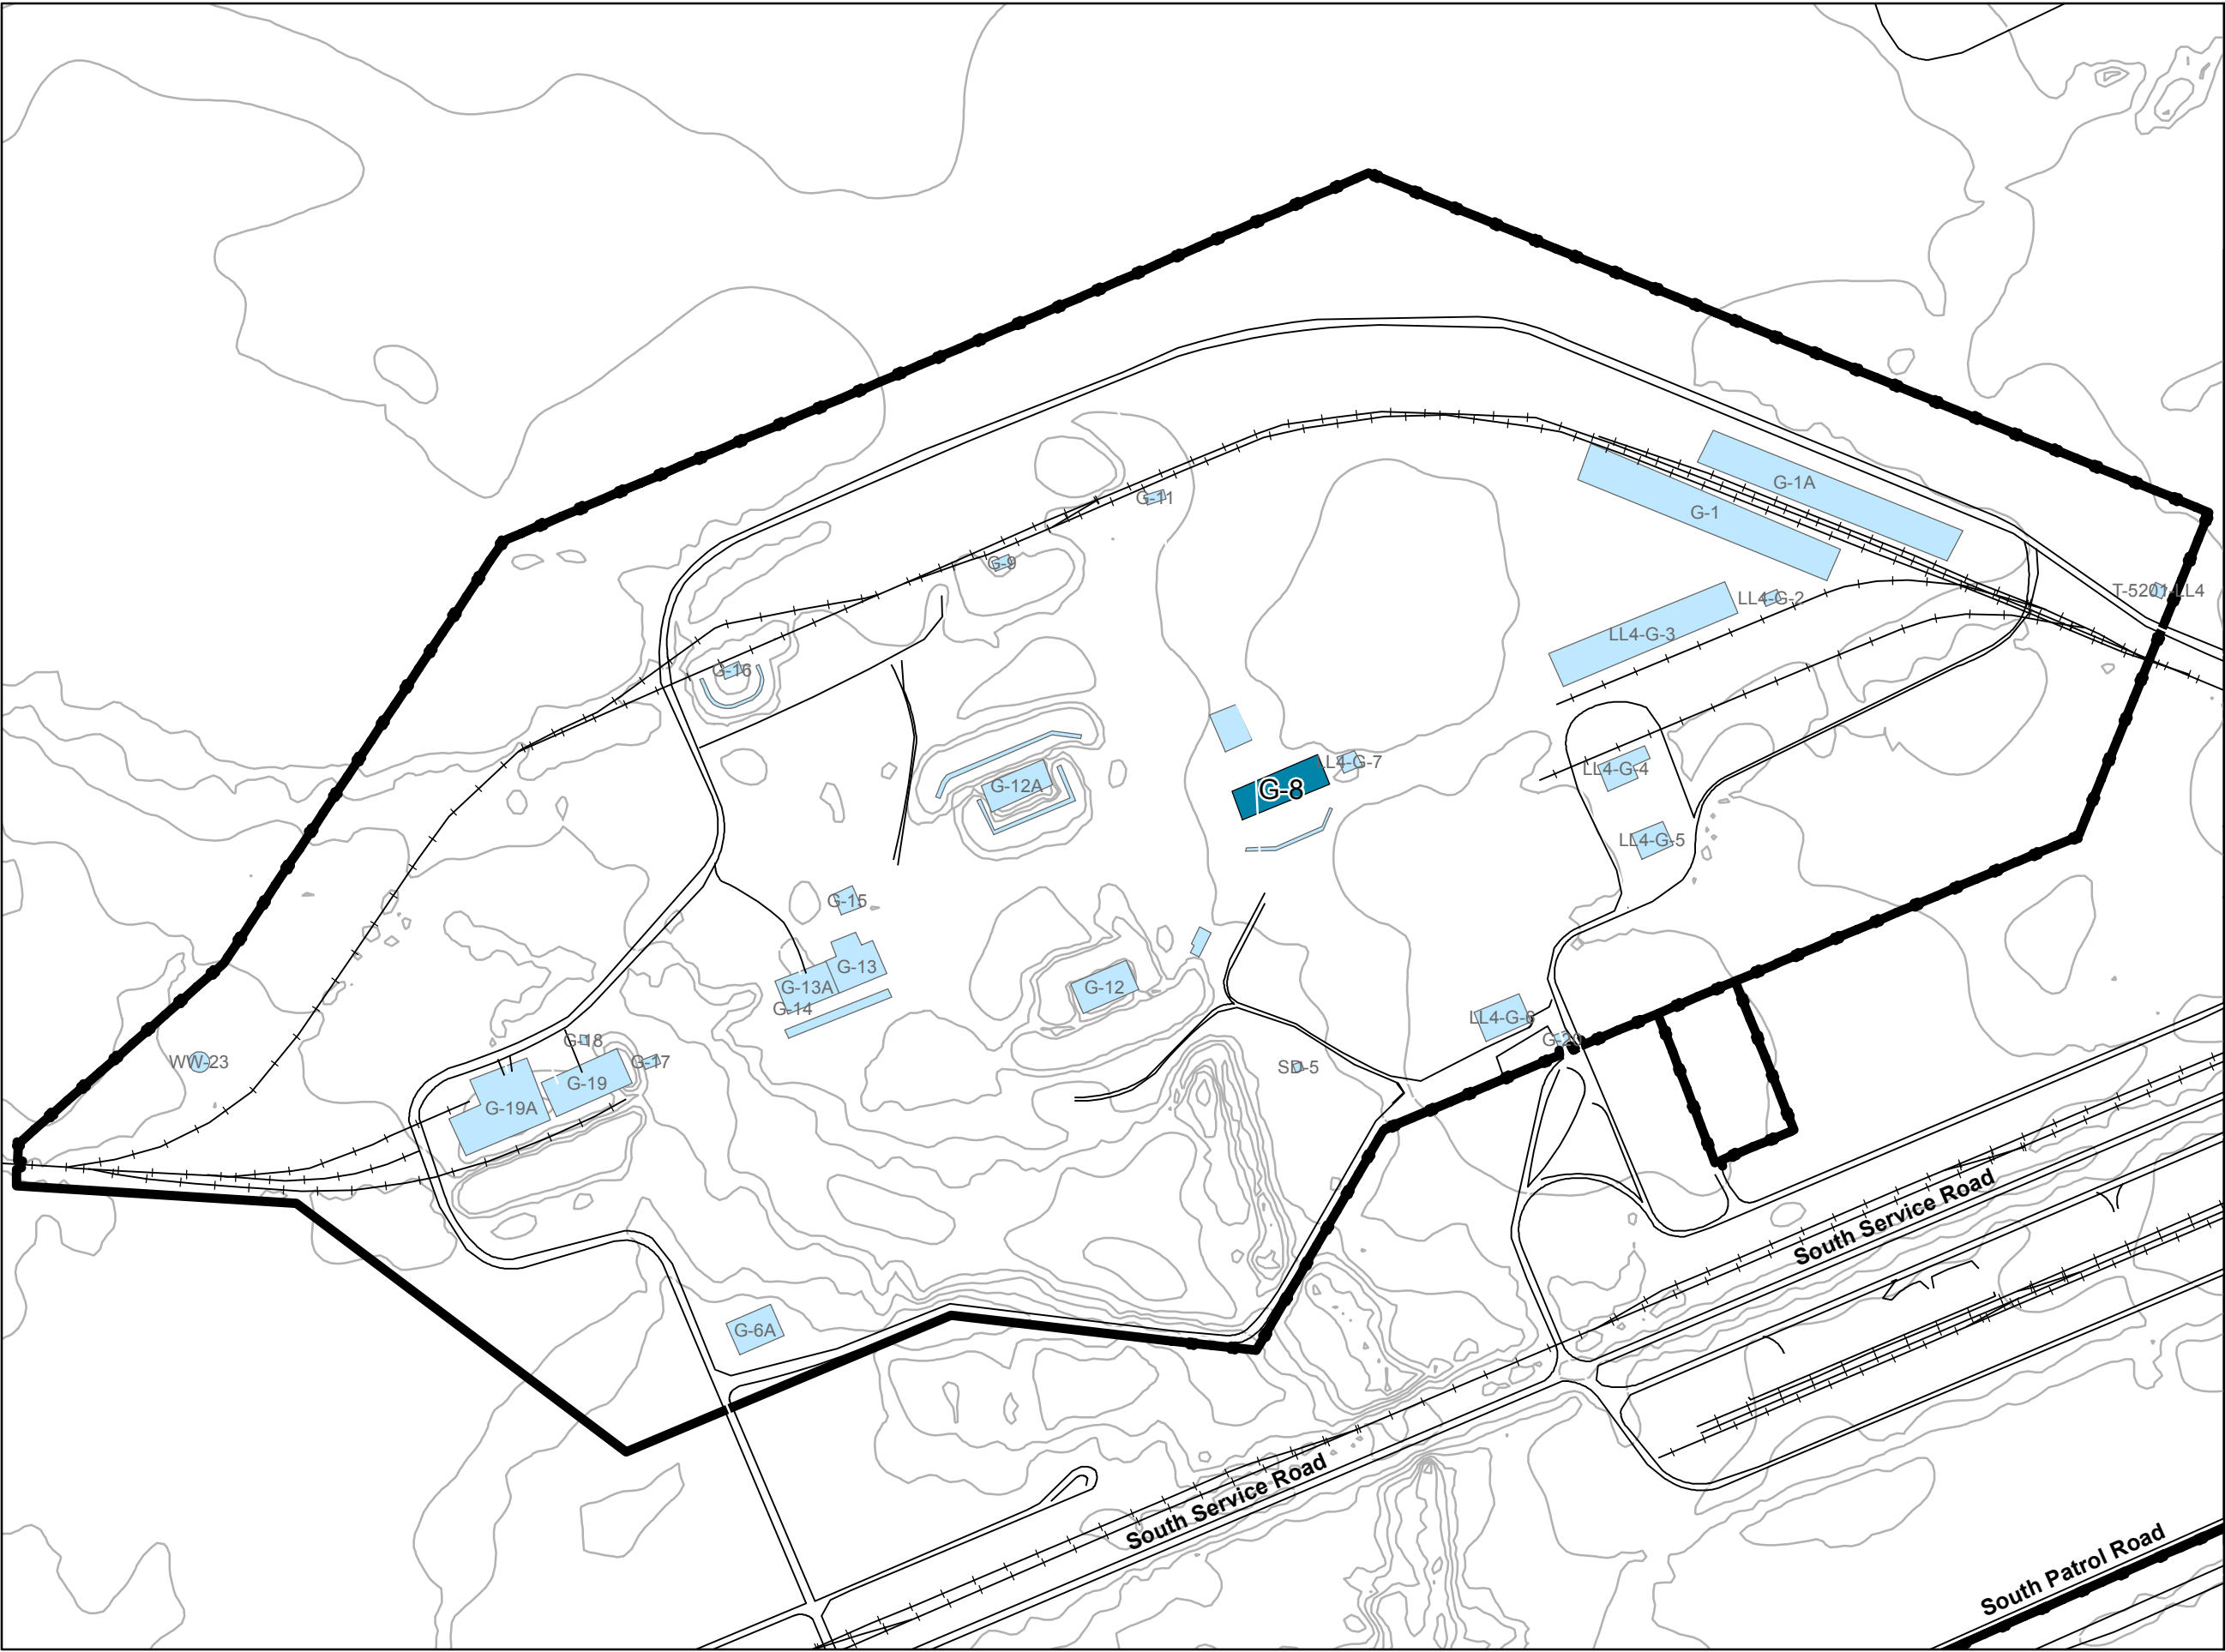 G-1A
G-11
G-1
G-9
T-5201-LL4
LL4-G-2
LL4-G-3
G-16
LL4-G-7
LL4-G-4
G-12A
G-8
LL4-G-5
G-15
G-13
G-13A
G-12
G-14
LL4-G-6
G-18
G-20
WW-23
G-17
SD-5
G-19
G-19A
South Service Road
G-6A
South Service Road
South Patrol Road